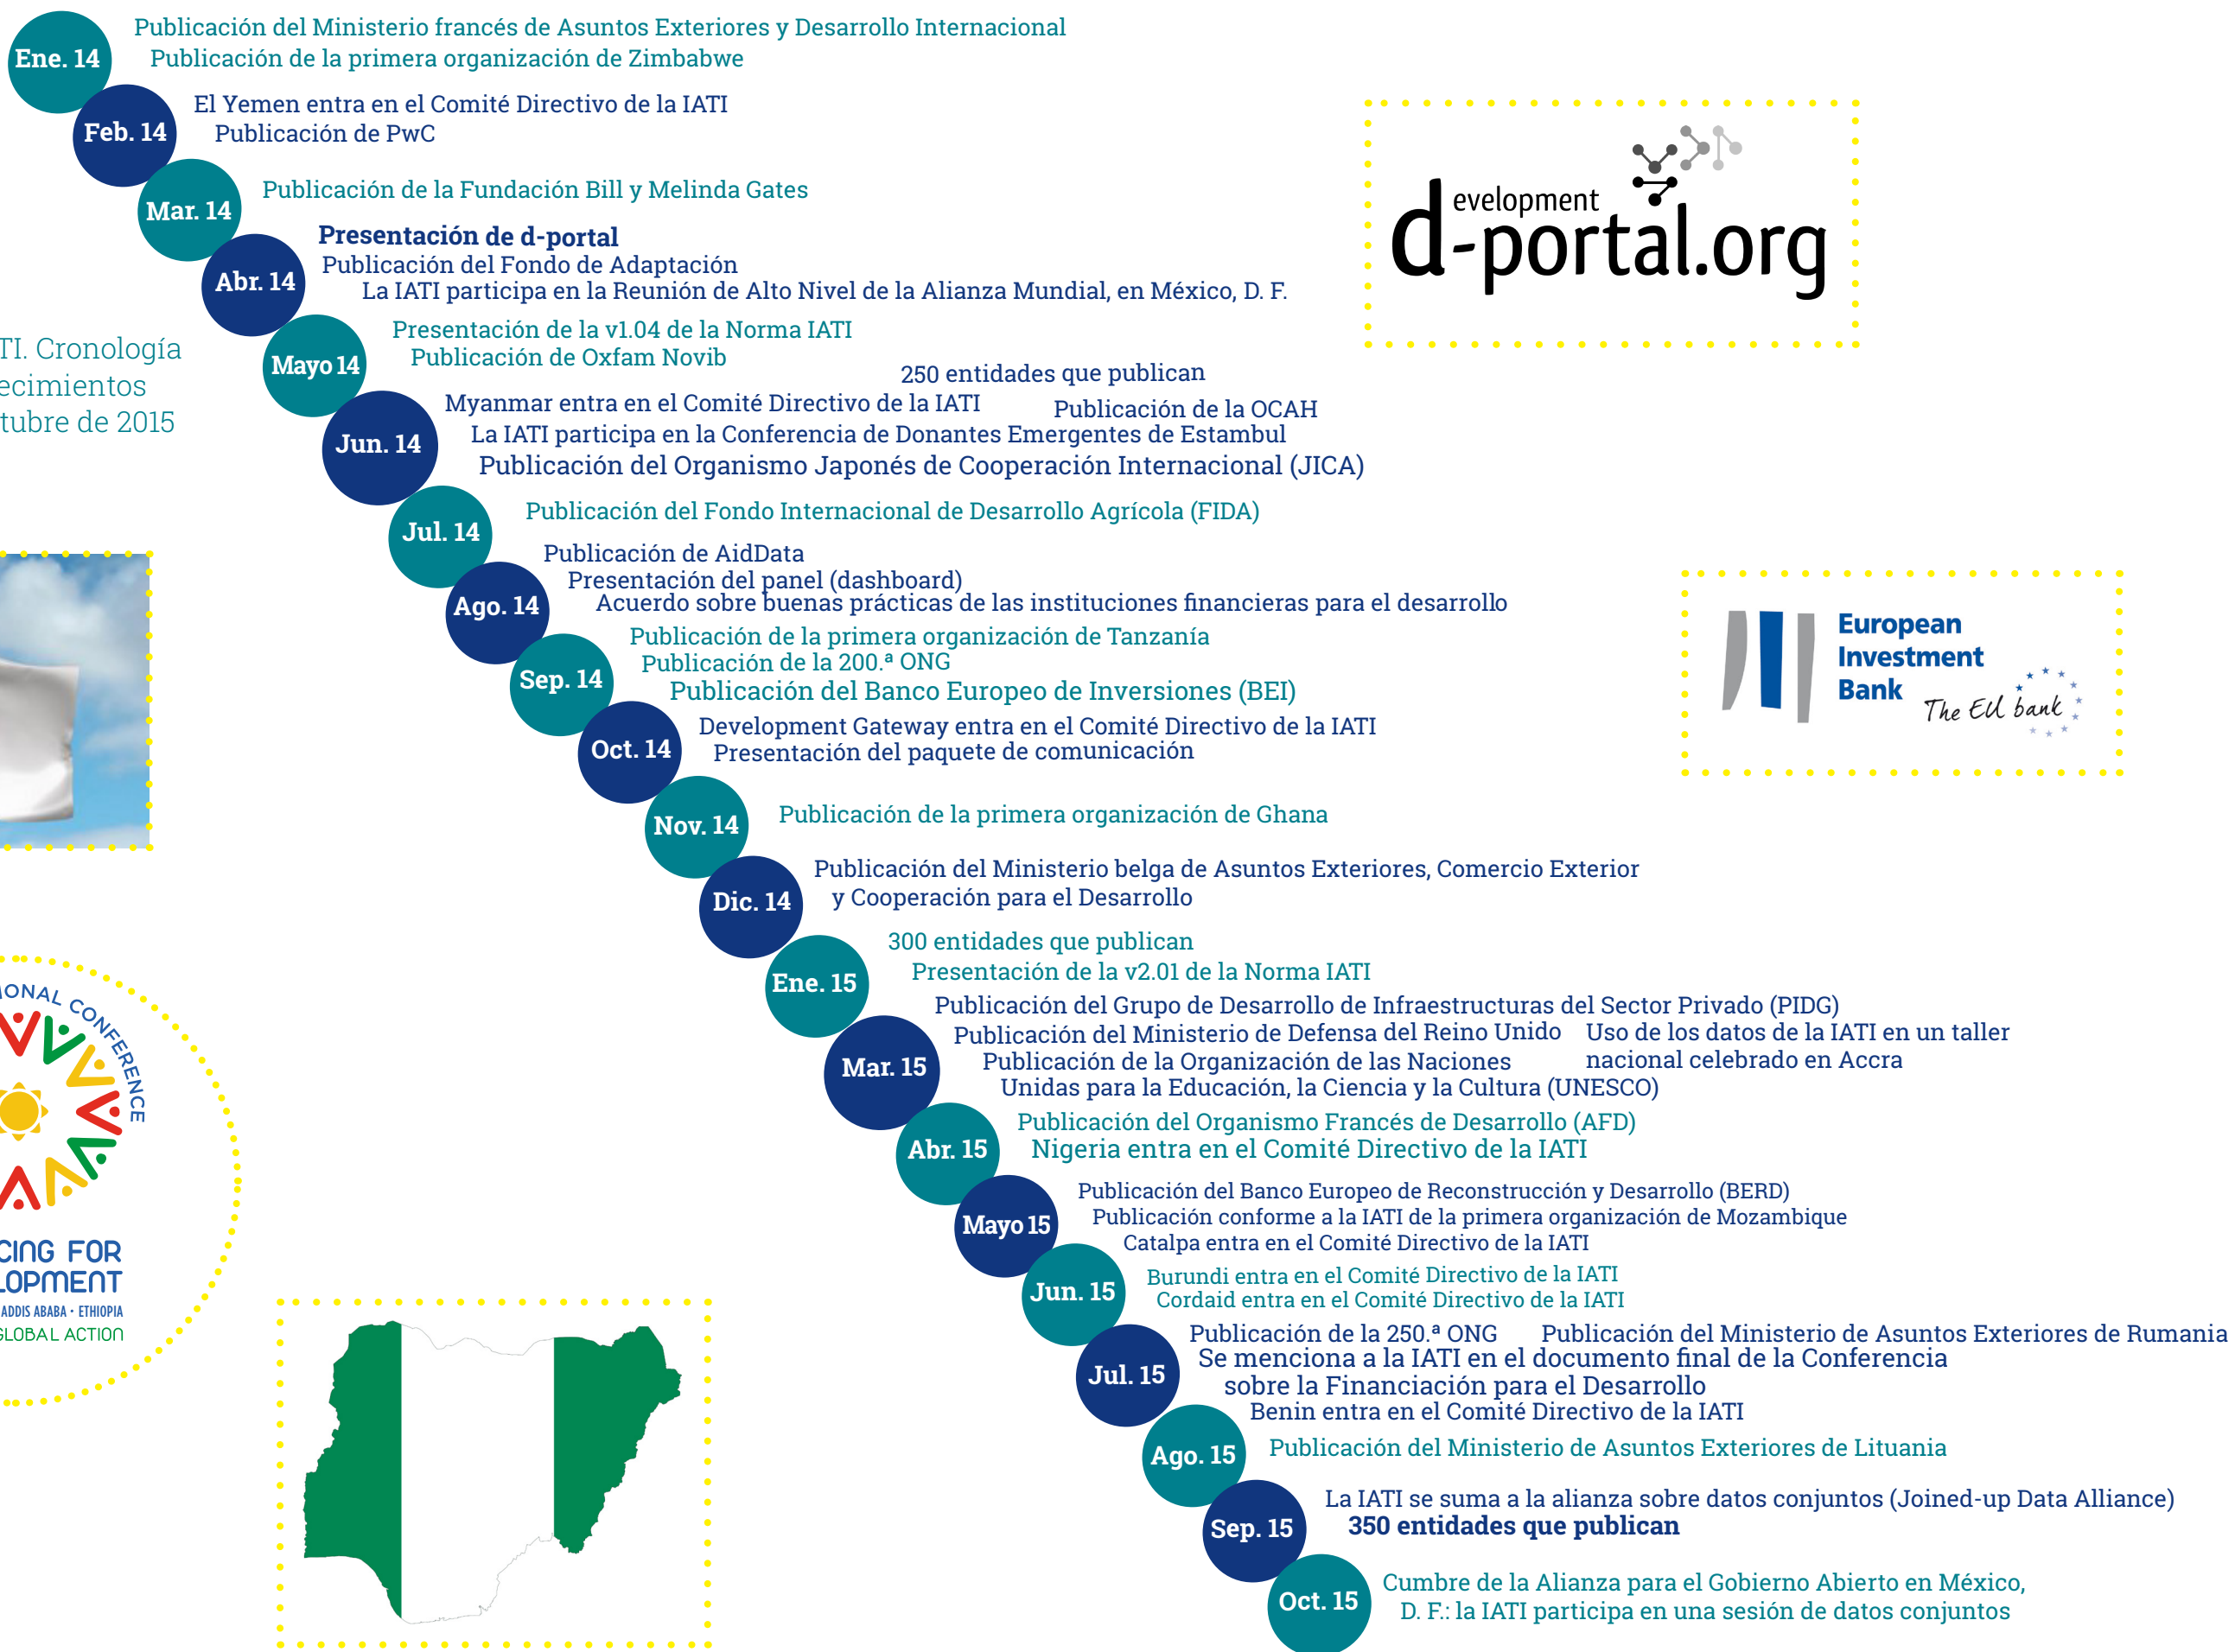 Ene. 14
Publicación del Ministerio francés de Asuntos Exteriores y Desarrollo Internacional
Publicación de la primera organización de Zimbabwe
Feb. 14
El Yemen entra en el Comité Directivo de la IATI
Publicación de PwC
Mar. 14
Publicación de la Fundación Bill y Melinda Gates
Abr. 14
Presentación de d-portal
Publicación del Fondo de Adaptación
La IATI participa en la Reunión de Alto Nivel de la Alianza Mundial, en México, D. F.
development
d-portal.org
TI. Cronología
ecimientos
tubre de 2015
Mayo 14
Presentación de la v1.04 de la Norma IATI
Publicación de Oxfam Novib
Jun. 14
250 entidades que publican
Myanmar entra en el Comité Directivo de la IATI
Publicación de la OCAH
La IATI participa en la Conferencia de Donantes Emergentes de Estambul
Publicación del Organismo Japonés de Cooperación Internacional (JICA)
Jul. 14
Publicación del Fondo Internacional de Desarrollo Agrícola (FIDA)
Ago. 14
Publicación de AidData
Presentación del panel (dashboard)
Acuerdo sobre buenas prácticas de las instituciones financieras para el desarrollo
Sep. 14
Publicación de la primera organización de Tanzanía
Publicación de la 200.ª ONG
Publicación del Banco Europeo de Inversiones (BEI)
European
Investment
Bank
The EU bank
Oct. 14
Development Gateway entra en el Comité Directivo de la IATI
Presentación del paquete de comunicación
Nov. 14
Publicación de la primera organización de Ghana
Dic. 14
Publicación del Ministerio belga de Asuntos Exteriores, Comercio Exterior
y Cooperación para el Desarrollo
Ene. 15
300 entidades que publican
Presentación de la v2.01 de la Norma IATI
Mar. 15
Publicación del Grupo de Desarrollo de Infraestructuras del Sector Privado (PIDG)
Publicación del Ministerio de Defensa del Reino Unido
Publicación de la Organización de las Naciones
Unidas para la Educación, la Ciencia y la Cultura (UNESCO)
Uso de los datos de la IATI en un taller
nacional celebrado en Accra
IONAL CONFERENCE
CING FOR
LOPMENT
ADDIS ABABA · ETHIOPIA
GLOBAL ACTION
Abr. 15
Publicación del Organismo Francés de Desarrollo (AFD)
Nigeria entra en el Comité Directivo de la IATI
Mayo 15
Publicación del Banco Europeo de Reconstrucción y Desarrollo (BERD)
Publicación conforme a la IATI de la primera organización de Mozambique
Catalpa entra en el Comité Directivo de la IATI
Jun. 15
Burundi entra en el Comité Directivo de la IATI
Cordaid entra en el Comité Directivo de la IATI
Jul. 15
Publicación de la 250.ª ONG
Publicación del Ministerio de Asuntos Exteriores de Rumania
Se menciona a la IATI en el documento final de la Conferencia
sobre la Financiación para el Desarrollo
Benin entra en el Comité Directivo de la IATI
Ago. 15
Publicación del Ministerio de Asuntos Exteriores de Lituania
Sep. 15
La IATI se suma a la alianza sobre datos conjuntos (Joined-up Data Alliance)
350 entidades que publican
Oct. 15
Cumbre de la Alianza para el Gobierno Abierto en México,
D. F.: la IATI participa en una sesión de datos conjuntos